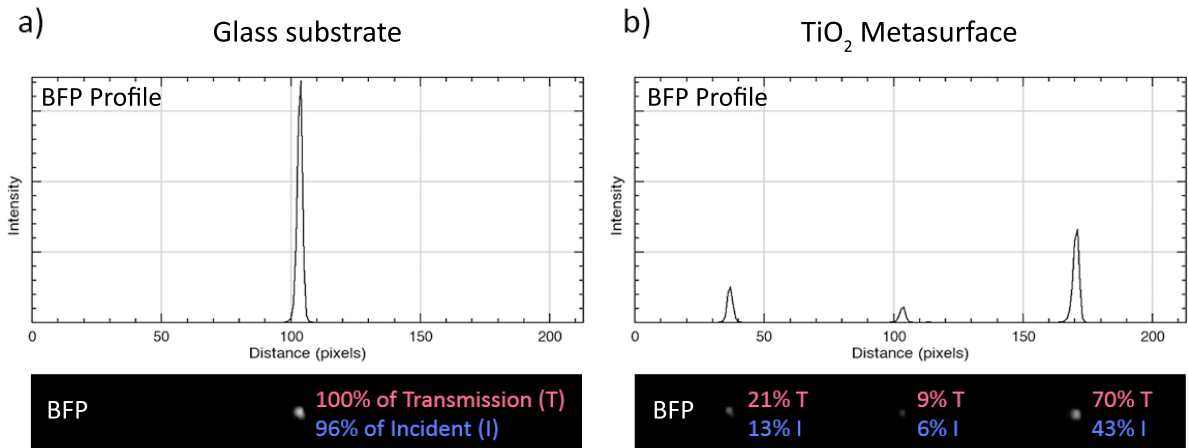 a)
Glass substrate
BFP Profile
Intensity
0
50
100
150
200
Distance (pixels)
BFP
100% of Transmission (T)
96% of Incident (I)
b)
TiO₂ Metasurface
BFP Profile
Intensity
0
50
100
150
200
Distance (pixels)
BFP
21% T
13% I
9% T
6% I
70% T
43% I